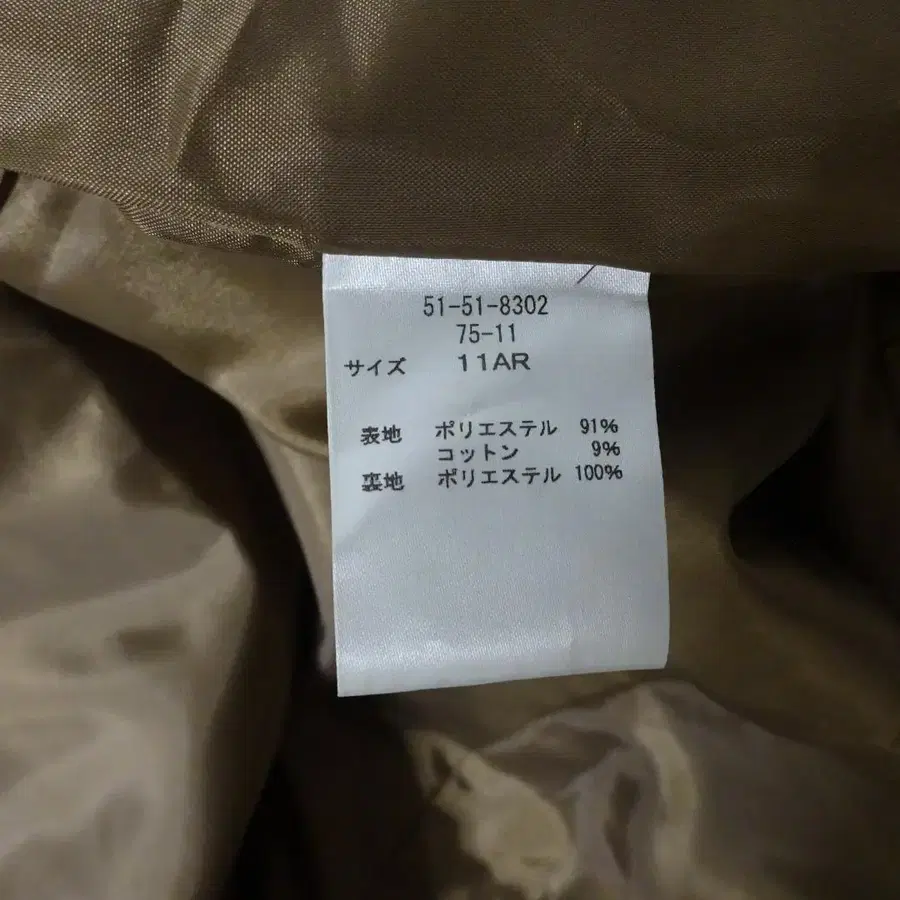 51-51-8302
75-11
サイズ 11AR
表地 ポリエステル 91%
コットン 9%
裏地 ポリエステル 100%